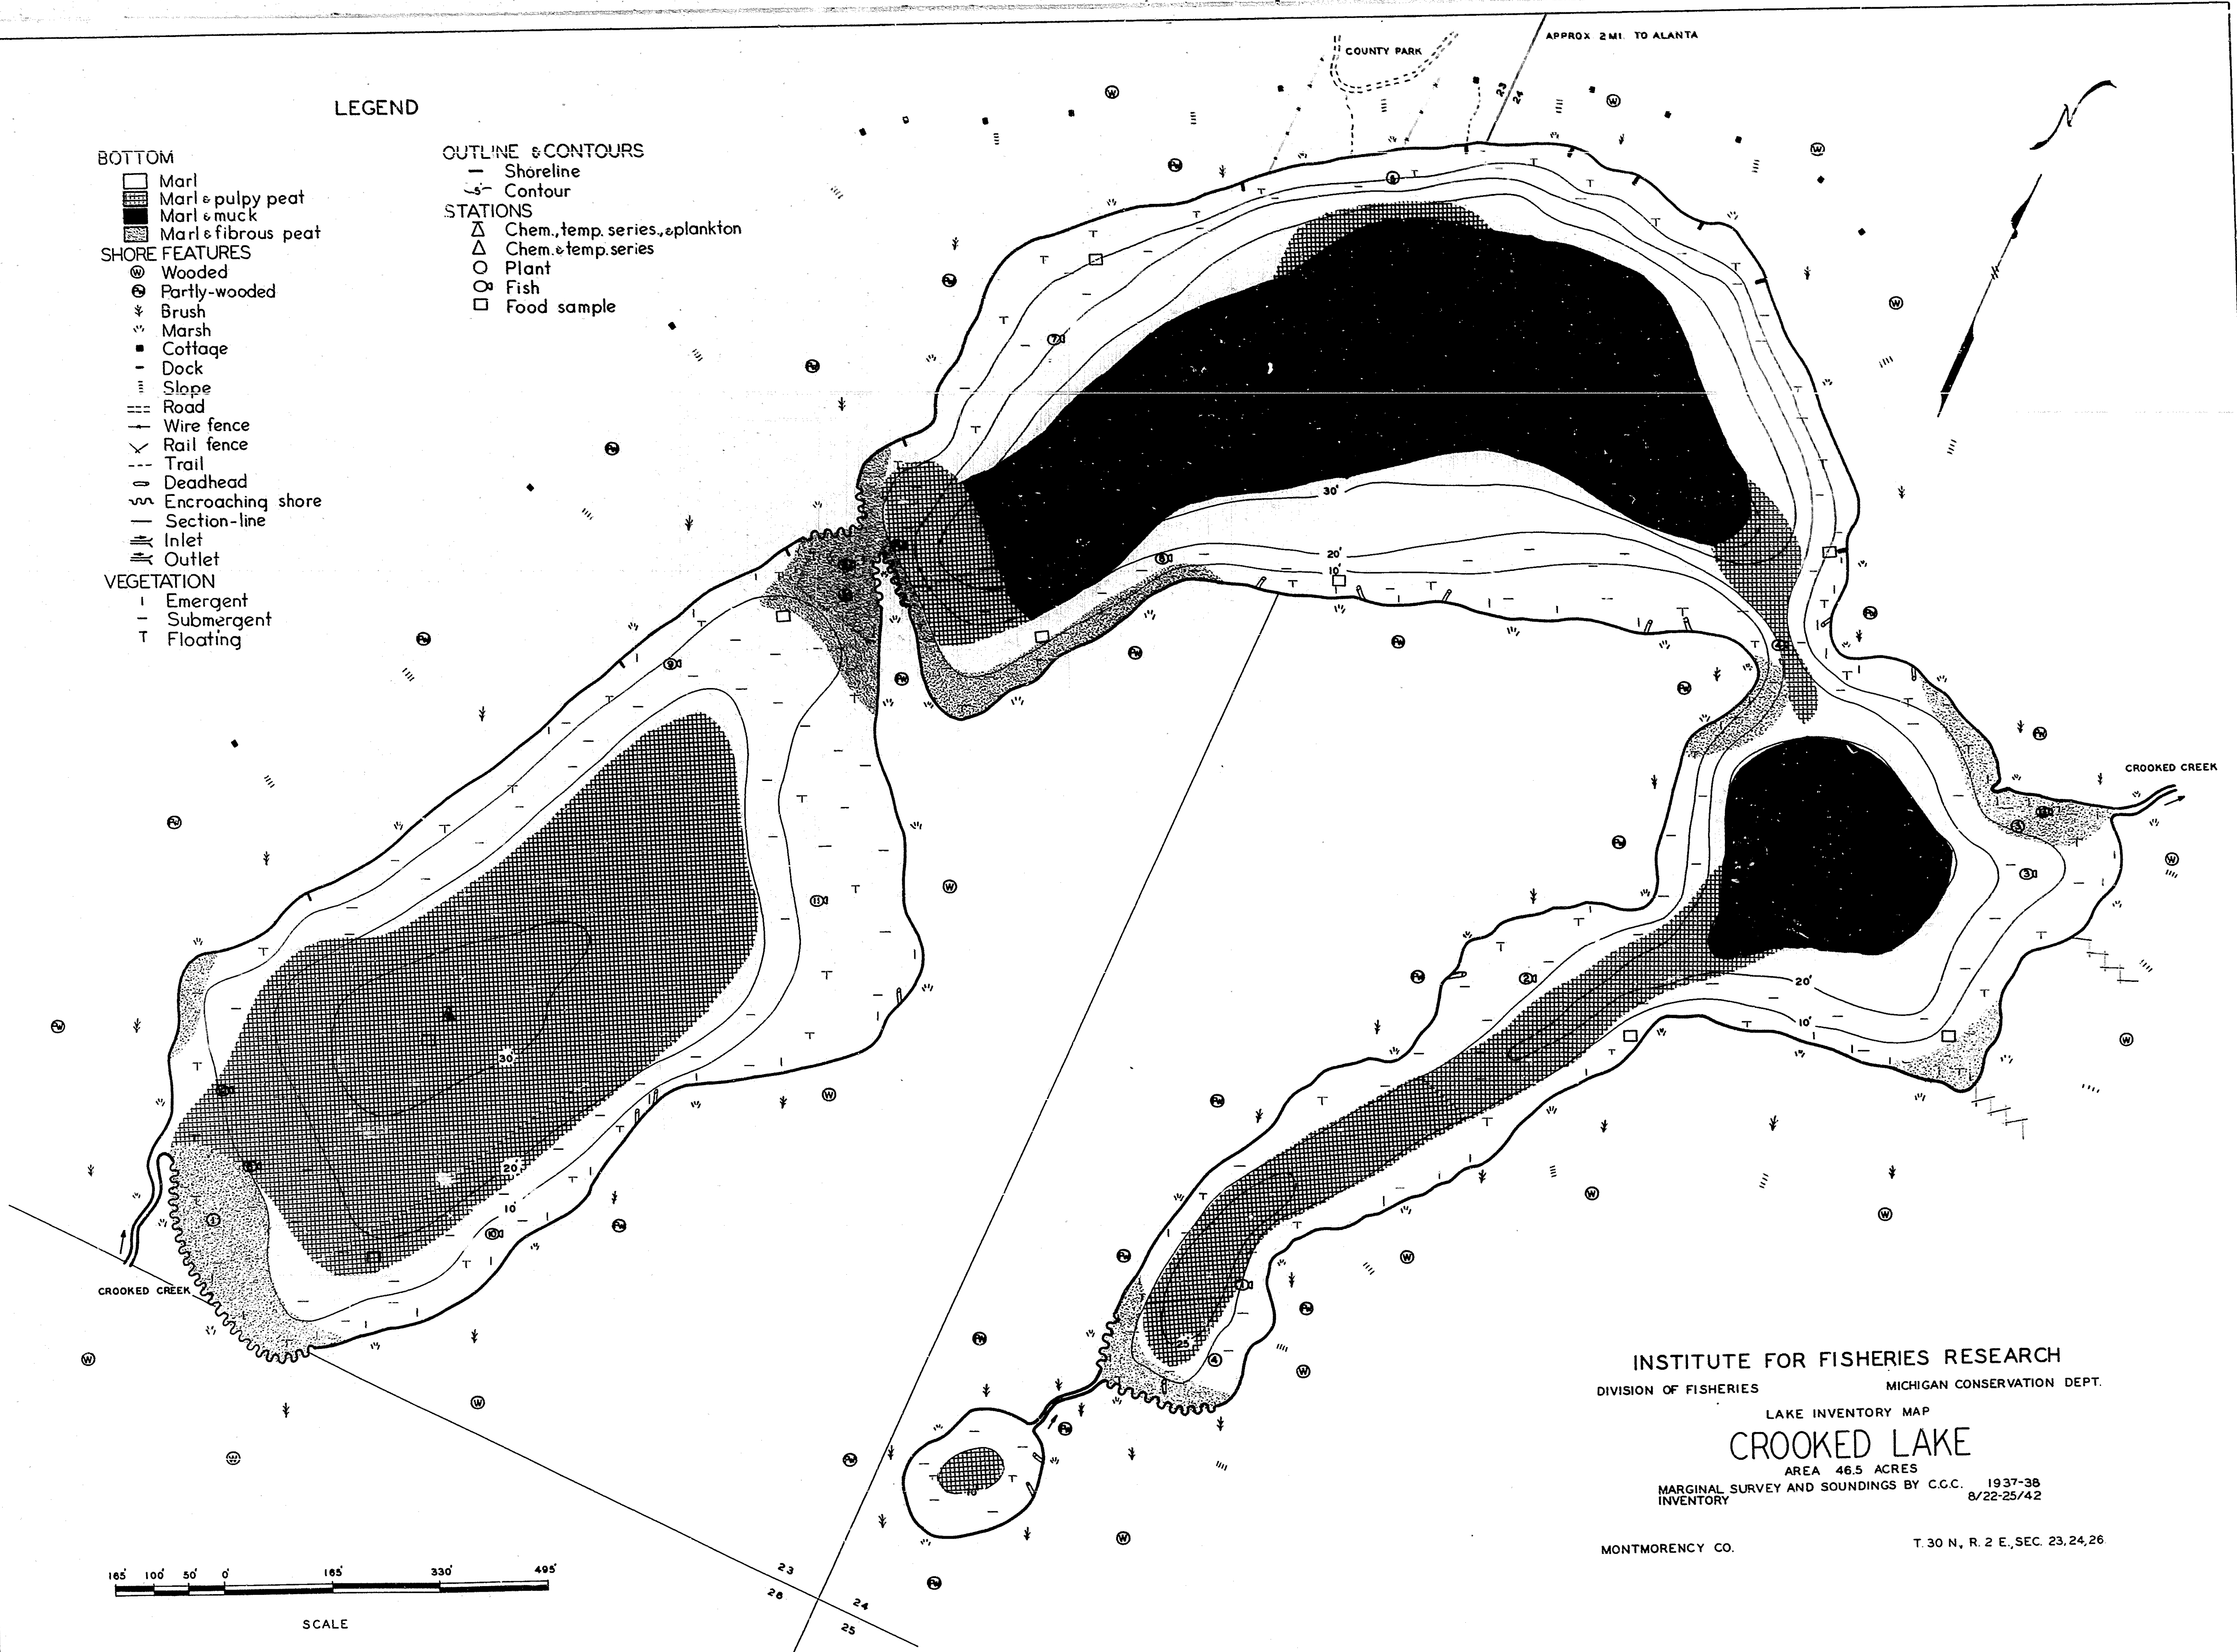 COUNTY PARK
APPROX 2 MI. TO ALANTA
23
24
N
LEGEND
BOTTOM
Marl
Marl & pulpy peat
Marl & muck
Marl & fibrous peat
SHORE FEATURES
W Wooded
PW Partly-wooded
Brush
Marsh
Cottage
Dock
Slope
Road
Wire fence
Rail fence
Trail
Deadhead
Encroaching shore
Section-line
Inlet
Outlet
VEGETATION
Emergent
Submergent
T Floating
OUTLINE & CONTOURS
Shoreline
5 Contour
STATIONS
Chem., temp. series., & plankton
Chem. & temp. series
Plant
Fish
Food sample
30'
20'
10'
CROOKED CREEK
20'
10'
30'
20'
10'
25'
10'
CROOKED CREEK
INSTITUTE FOR FISHERIES RESEARCH
DIVISION OF FISHERIES MICHIGAN CONSERVATION DEPT.
LAKE INVENTORY MAP
CROOKED LAKE
AREA 46.5 ACRES
MARGINAL SURVEY AND SOUNDINGS BY C.C.C. 1937-38
INVENTORY 8/22-25/42
MONTMORENCY CO. T. 30 N., R. 2 E., SEC. 23, 24, 26
165 100' 50' 0' 165' 330' 495'
SCALE
23
26
24
25